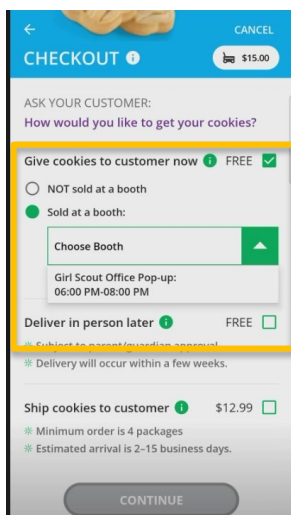 CANCEL
CHECKOUT
$15.00
ASK YOUR CUSTOMER:
How would you like to get your cookies?
Give cookies to customer now FREE
NOT sold at a booth
Sold at a booth:
Choose Booth
Girl Scout Office Pop-up:
06:00 PM-08:00 PM
Deliver in person later FREE
Subject to parent/guardian approval
Delivery will occur within a few weeks.
Ship cookies to customer $12.99
Minimum order is 4 packages
Estimated arrival is 2-15 business days.
CONTINUE